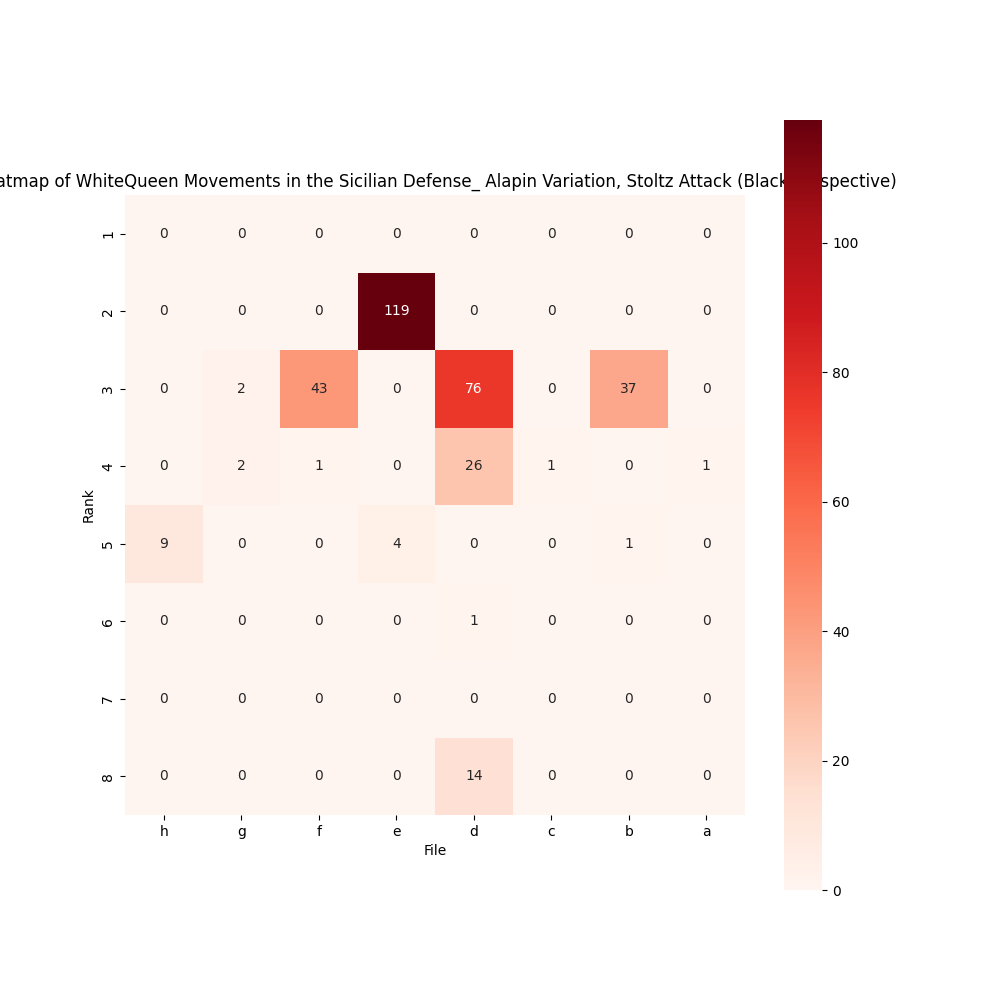 atmap of WhiteQueen Movements in the Sicilian Defense_ Alapin Variation, Stoltz Attack (Black spective)
1 0 0 0 0 0 0 0 0
2 0 0 0 119 0 0 0 0
3 0 2 43 0 76 0 37 0
4 0 2 1 0 26 1 0 1
5 9 0 0 4 0 0 1 0
6 0 0 0 0 1 0 0 0
7 0 0 0 0 0 0 0 0
8 0 0 0 0 14 0 0 0
h g f e d c b a
File
Rank
100
80
60
40
20
0